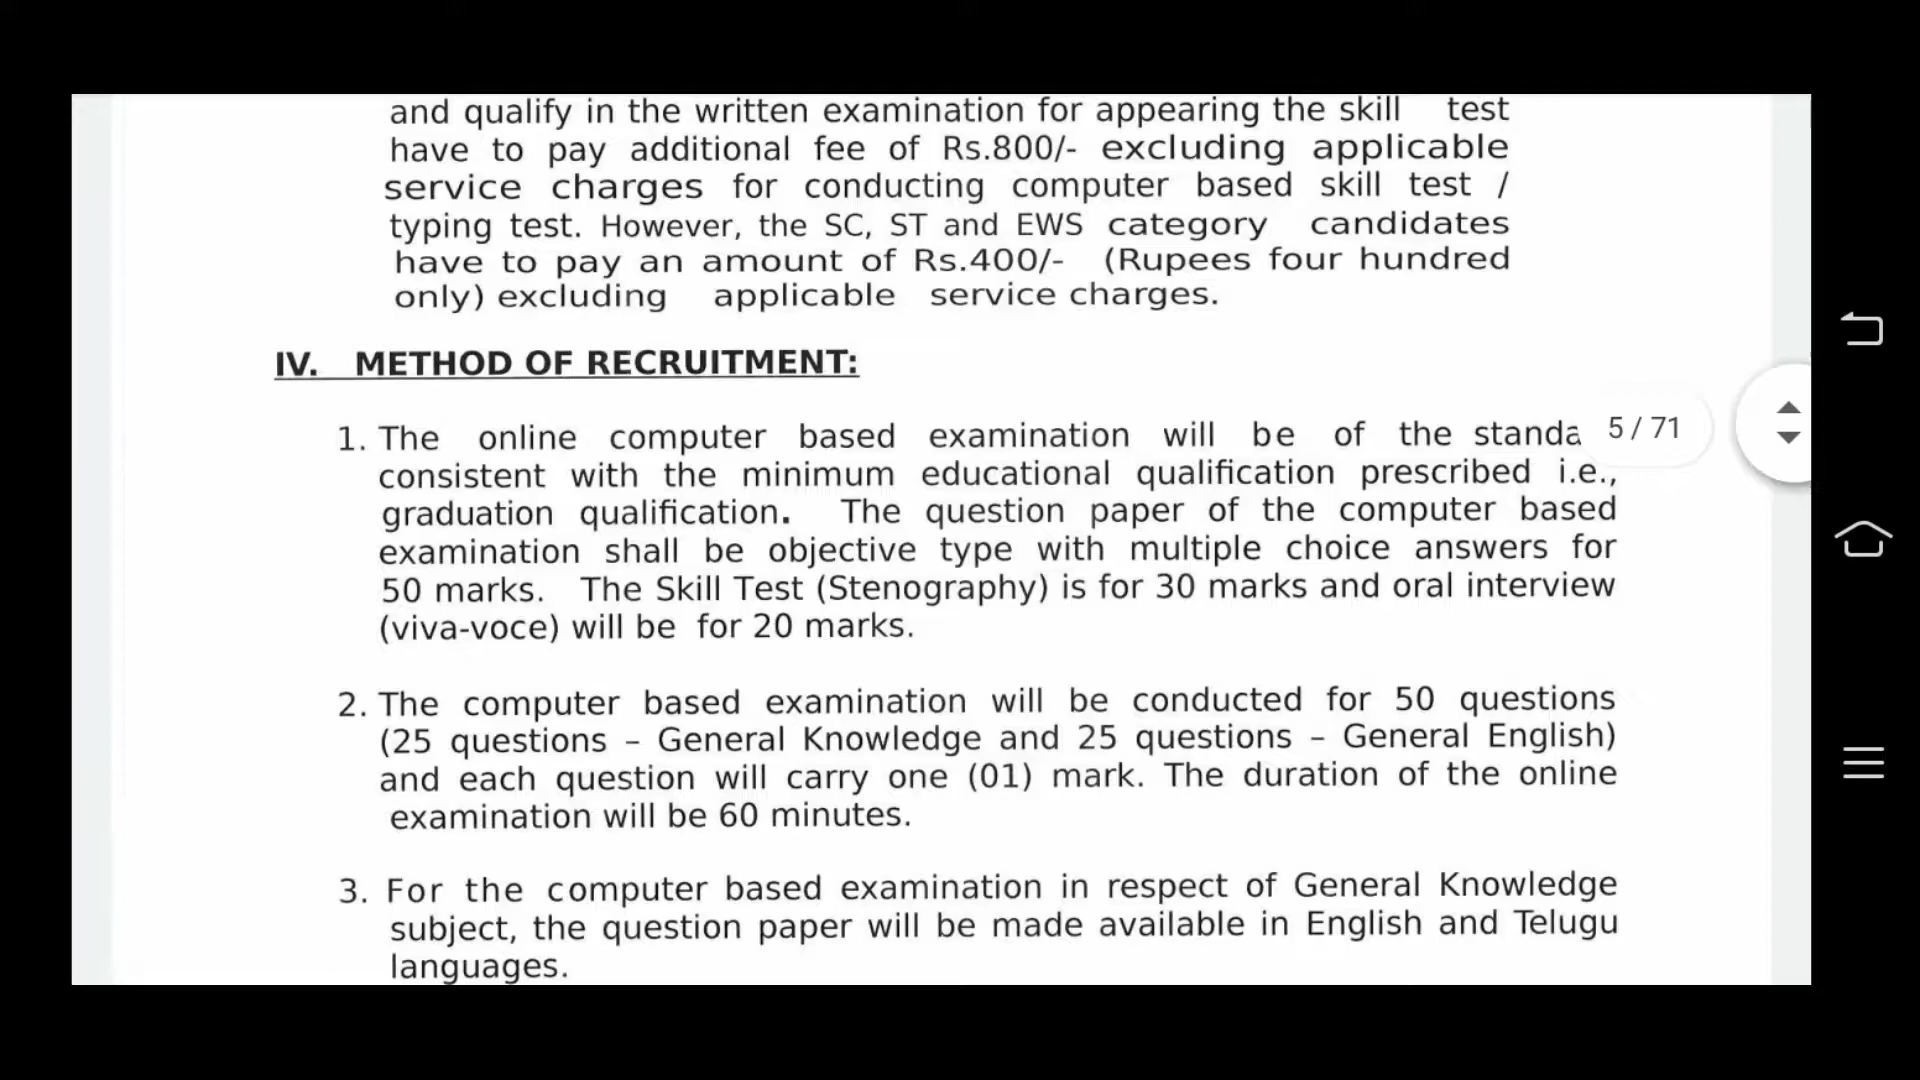 and qualify in the written examination for appearing the skill test
have to pay additional fee of Rs.800/- excluding applicable
service charges for conducting computer based skill test /
typing test. However, the SC, ST and EWS category candidates
have to pay an amount of Rs.400/- (Rupees four hundred
only) excluding applicable service charges.
IV. METHOD OF RECRUITMENT:
1. The online computer based examination will be of the standa
5 / 71
consistent with the minimum educational qualification prescribed i.e.,
graduation qualification. The question paper of the computer based
examination shall be objective type with multiple choice answers for
50 marks. The Skill Test (Stenography) is for 30 marks and oral interview
(viva-voce) will be for 20 marks.
2. The computer based examination will be conducted for 50 questions
(25 questions – General Knowledge and 25 questions – General English)
and each question will carry one (01) mark. The duration of the online
examination will be 60 minutes.
3. For the computer based examination in respect of General Knowledge
subject, the question paper will be made available in English and Telugu
languages.